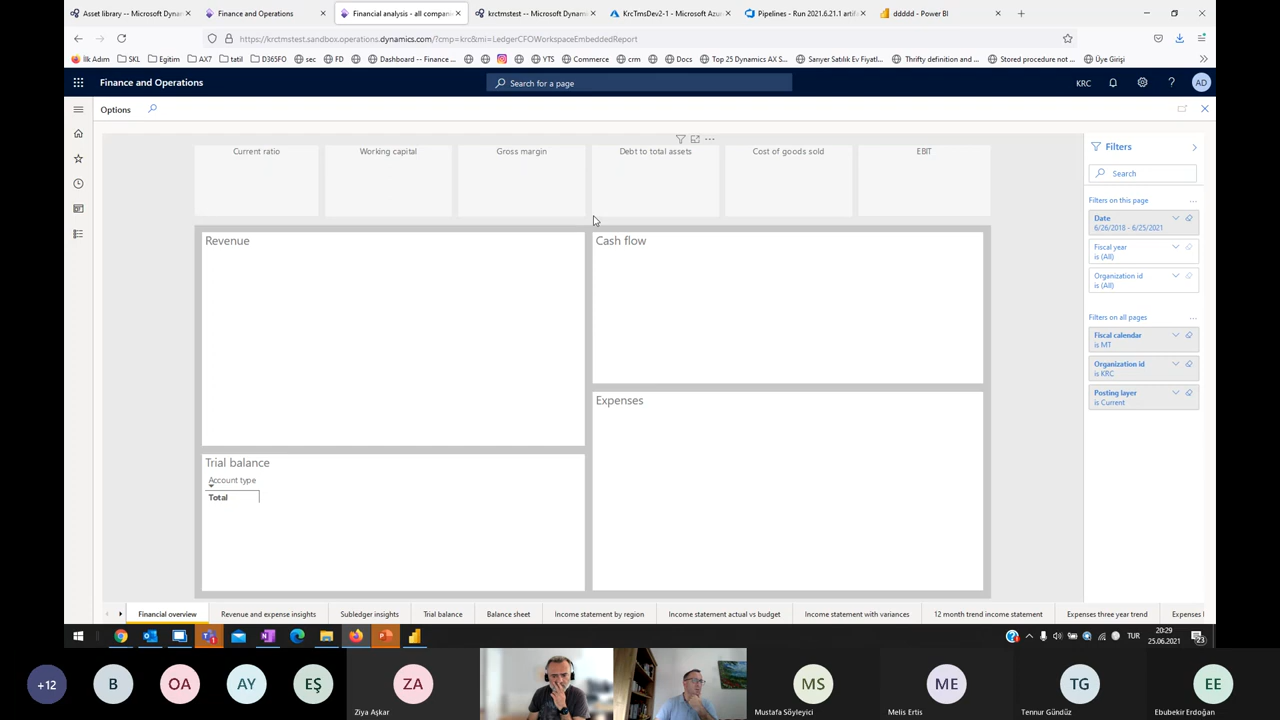 Asset library -- Microsoft Dynam
Finance and Operations
Financial analysis - all compani
krctmstest -- Microsoft Dynam
KrcTmsDev2-1 - Microsoft Azu
Pipelines - Run 2021.6.21.1 artif
ddddd - Power BI
https://krctmstest.sandbox.operations.dynamics.com/?cmp=krc&mi=LedgerCFOWorkspaceEmbeddedReport
İlk Adım
SKL
Egitim
AX7
tatil
D365FO
sec
FD
Dashboard -- Finance ...
YTS
Commerce
crm
Docs
Top 25 Dynamics AX S...
Sarıyer Satılık Ev Fiyatl...
Thrifty definition and ...
Stored procedure not ...
Üye Girişi
Finance and Operations
Search for a page
KRC
AD
Options
Current ratio
Working capital
Gross margin
Debt to total assets
Cost of goods sold
EBIT
Revenue
Cash flow
Expenses
Trial balance
Account type
Total
Filters
Search
Filters on this page
Date
6/26/2018 - 6/25/2021
Fiscal year
is (All)
Organization id
is (All)
Filters on all pages
Fiscal calendar
is MT
Organization id
is KRC
Posting layer
is Current
Financial overview
Revenue and expense insights
Subledger insights
Trial balance
Balance sheet
Income statement by region
Income statement actual vs budget
Income statement with variances
12 month trend income statement
Expenses three year trend
Expenses
TUR
20:29
25.06.2021
23
+12
B
OA
AY
EŞ
ZA
Ziya Aşkar
MS
Mustafa Söyleyici
ME
Melis Ertis
TG
Tennur Gündüz
EE
Ebubekir Erdoğan